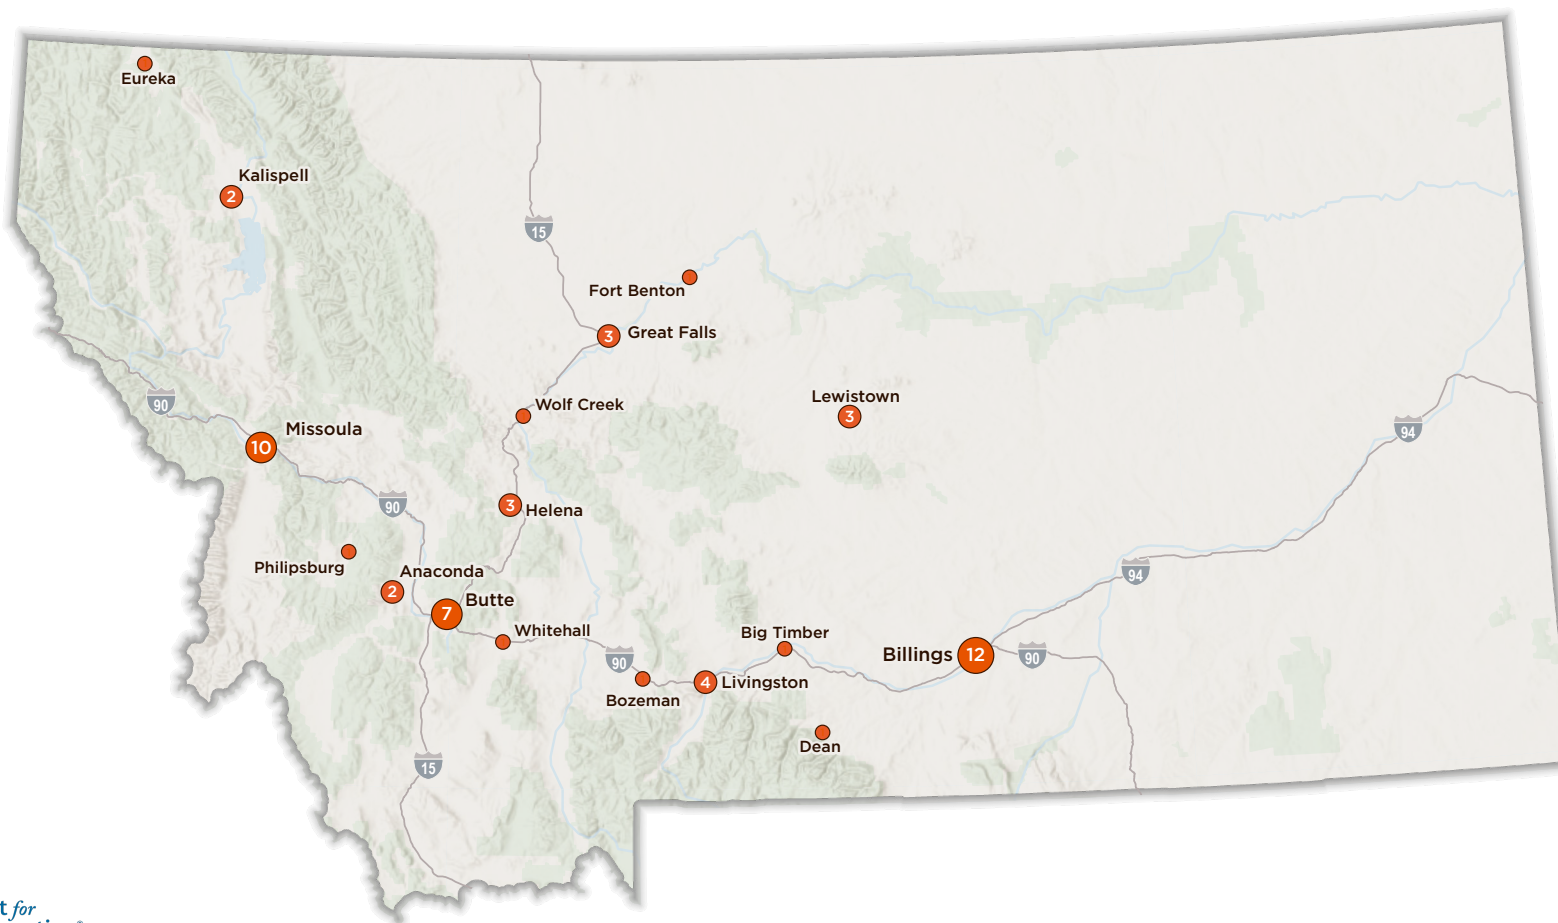 Eureka
Kalispell
2
15
Fort Benton
3
Great Falls
Lewistown
3
Wolf Creek
90
Missoula
10
94
90
3
Helena
Philipsburg
Anaconda
2
Butte
7
94
Whitehall
Big Timber
90
Billings
12
90
Bozeman
4
Livingston
Dean
15
for